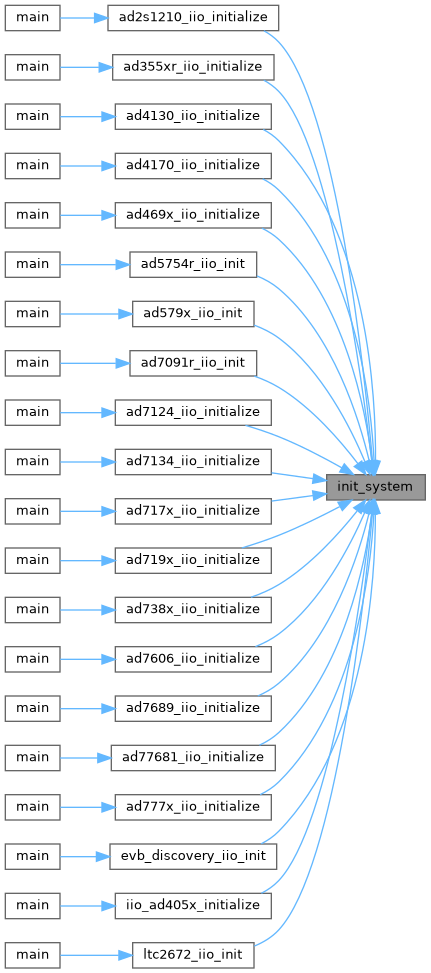 main ad2s1210_iio_initialize
main ad355xr_iio_initialize
main ad4130_iio_initialize
main ad4170_iio_initialize
main ad469x_iio_initialize
main ad5754r_iio_init
main ad579x_iio_init
main ad7091r_iio_init
main ad7124_iio_initialize
main ad7134_iio_initialize
init_system
main ad717x_iio_initialize
main ad719x_iio_initialize
main ad738x_iio_initialize
main ad7606_iio_initialize
main ad7689_iio_initialize
main ad77681_iio_initialize
main ad777x_iio_initialize
main evb_discovery_iio_init
main iio_ad405x_initialize
main ltc2672_iio_init